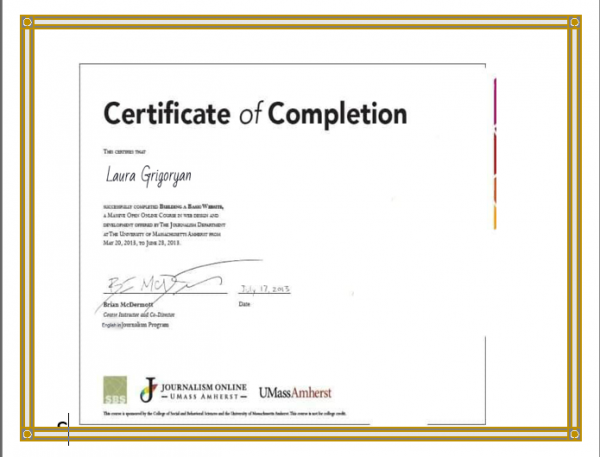 Certificate of Completion
THIS CERTIFIES THAT
Laura Grigoryan
SUCCESSFULLY COMPLETED BUILDING A BASIC WEBSITE,
A MASSIVE OPEN ONLINE COURSE IN WEB DESIGN AND
DEVELOPMENT OFFERED BY THE JOURNALISM DEPARTMENT
AT THE UNIVERSITY OF MASSACHUSETTS AMHERST FROM
MAY 20, 2013, TO JUNE 28, 2013.
July 17, 2013
Brian McDermott
Date
Course Instructor and Co-Director
English in Journalism Program
SBS
JOURNALISM ONLINE
UMASS AMHERST
UMassAmherst
This course is sponsored by the College of Social and Behavioral Sciences and the University of Massachusetts Amherst. This course is not for college credit.